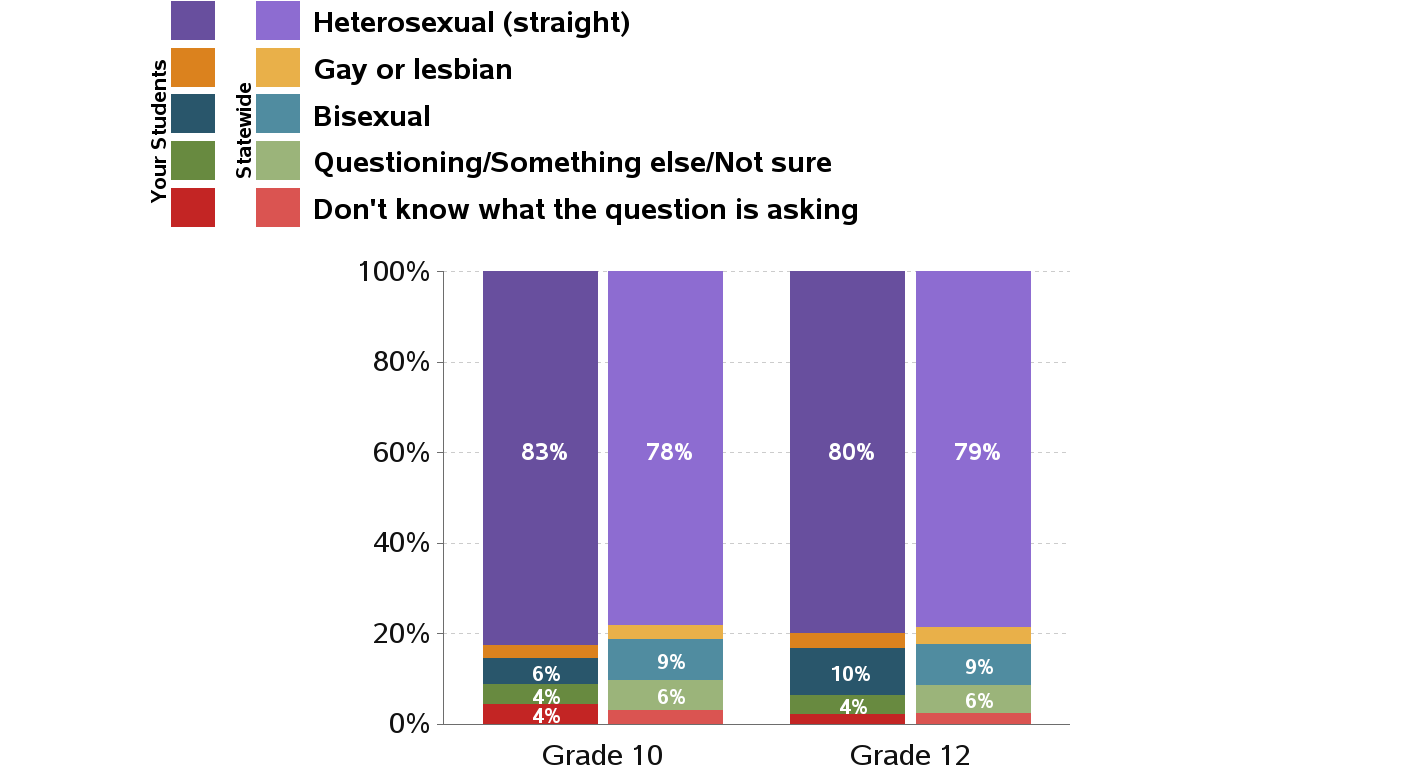 Heterosexual (straight)
Gay or lesbian
Bisexual
Questioning/Something else/Not sure
Don't know what the question is asking
Your Students
Statewide
100%
80%
60%
40%
20%
0%
83%
6%
4%
4%
78%
9%
6%
80%
10%
4%
79%
9%
6%
Grade 10
Grade 12